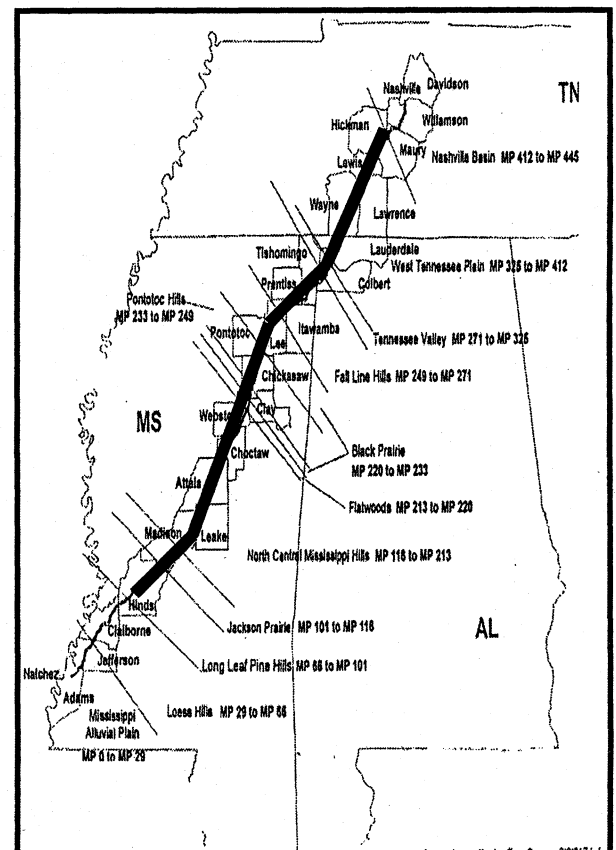 Nashville
Davidson
TN
Hickman
Williamson
Maury
Nashville Basin MP 412 to MP 445
Lewis
Wayne
Lawrence
Tishomingo
Lauderdale
West Tennessee Plain MP 325 to MP 412
Prentiss
Colbert
Pontotoc Hills
MP 233 to MP 249
Itawamba
Pontotoc
Lee
Tennessee Valley MP 271 to MP 325
Chickasaw
Fall Line Hills MP 249 to MP 271
MS
Webster
Clay
Choctaw
Black Prairie
MP 220 to MP 233
Attala
Flatwoods MP 213 to MP 220
Madison
Leake
North Central Mississippi Hills MP 116 to MP 213
Hinds
Jackson Prairie MP 101 to MP 116
AL
Claiborne
Long Leaf Pine Hills MP 66 to MP 101
Jefferson
Natchez
Adams
Loess Hills MP 29 to MP 66
Mississippi
Alluvial Plain
MP 0 to MP 29